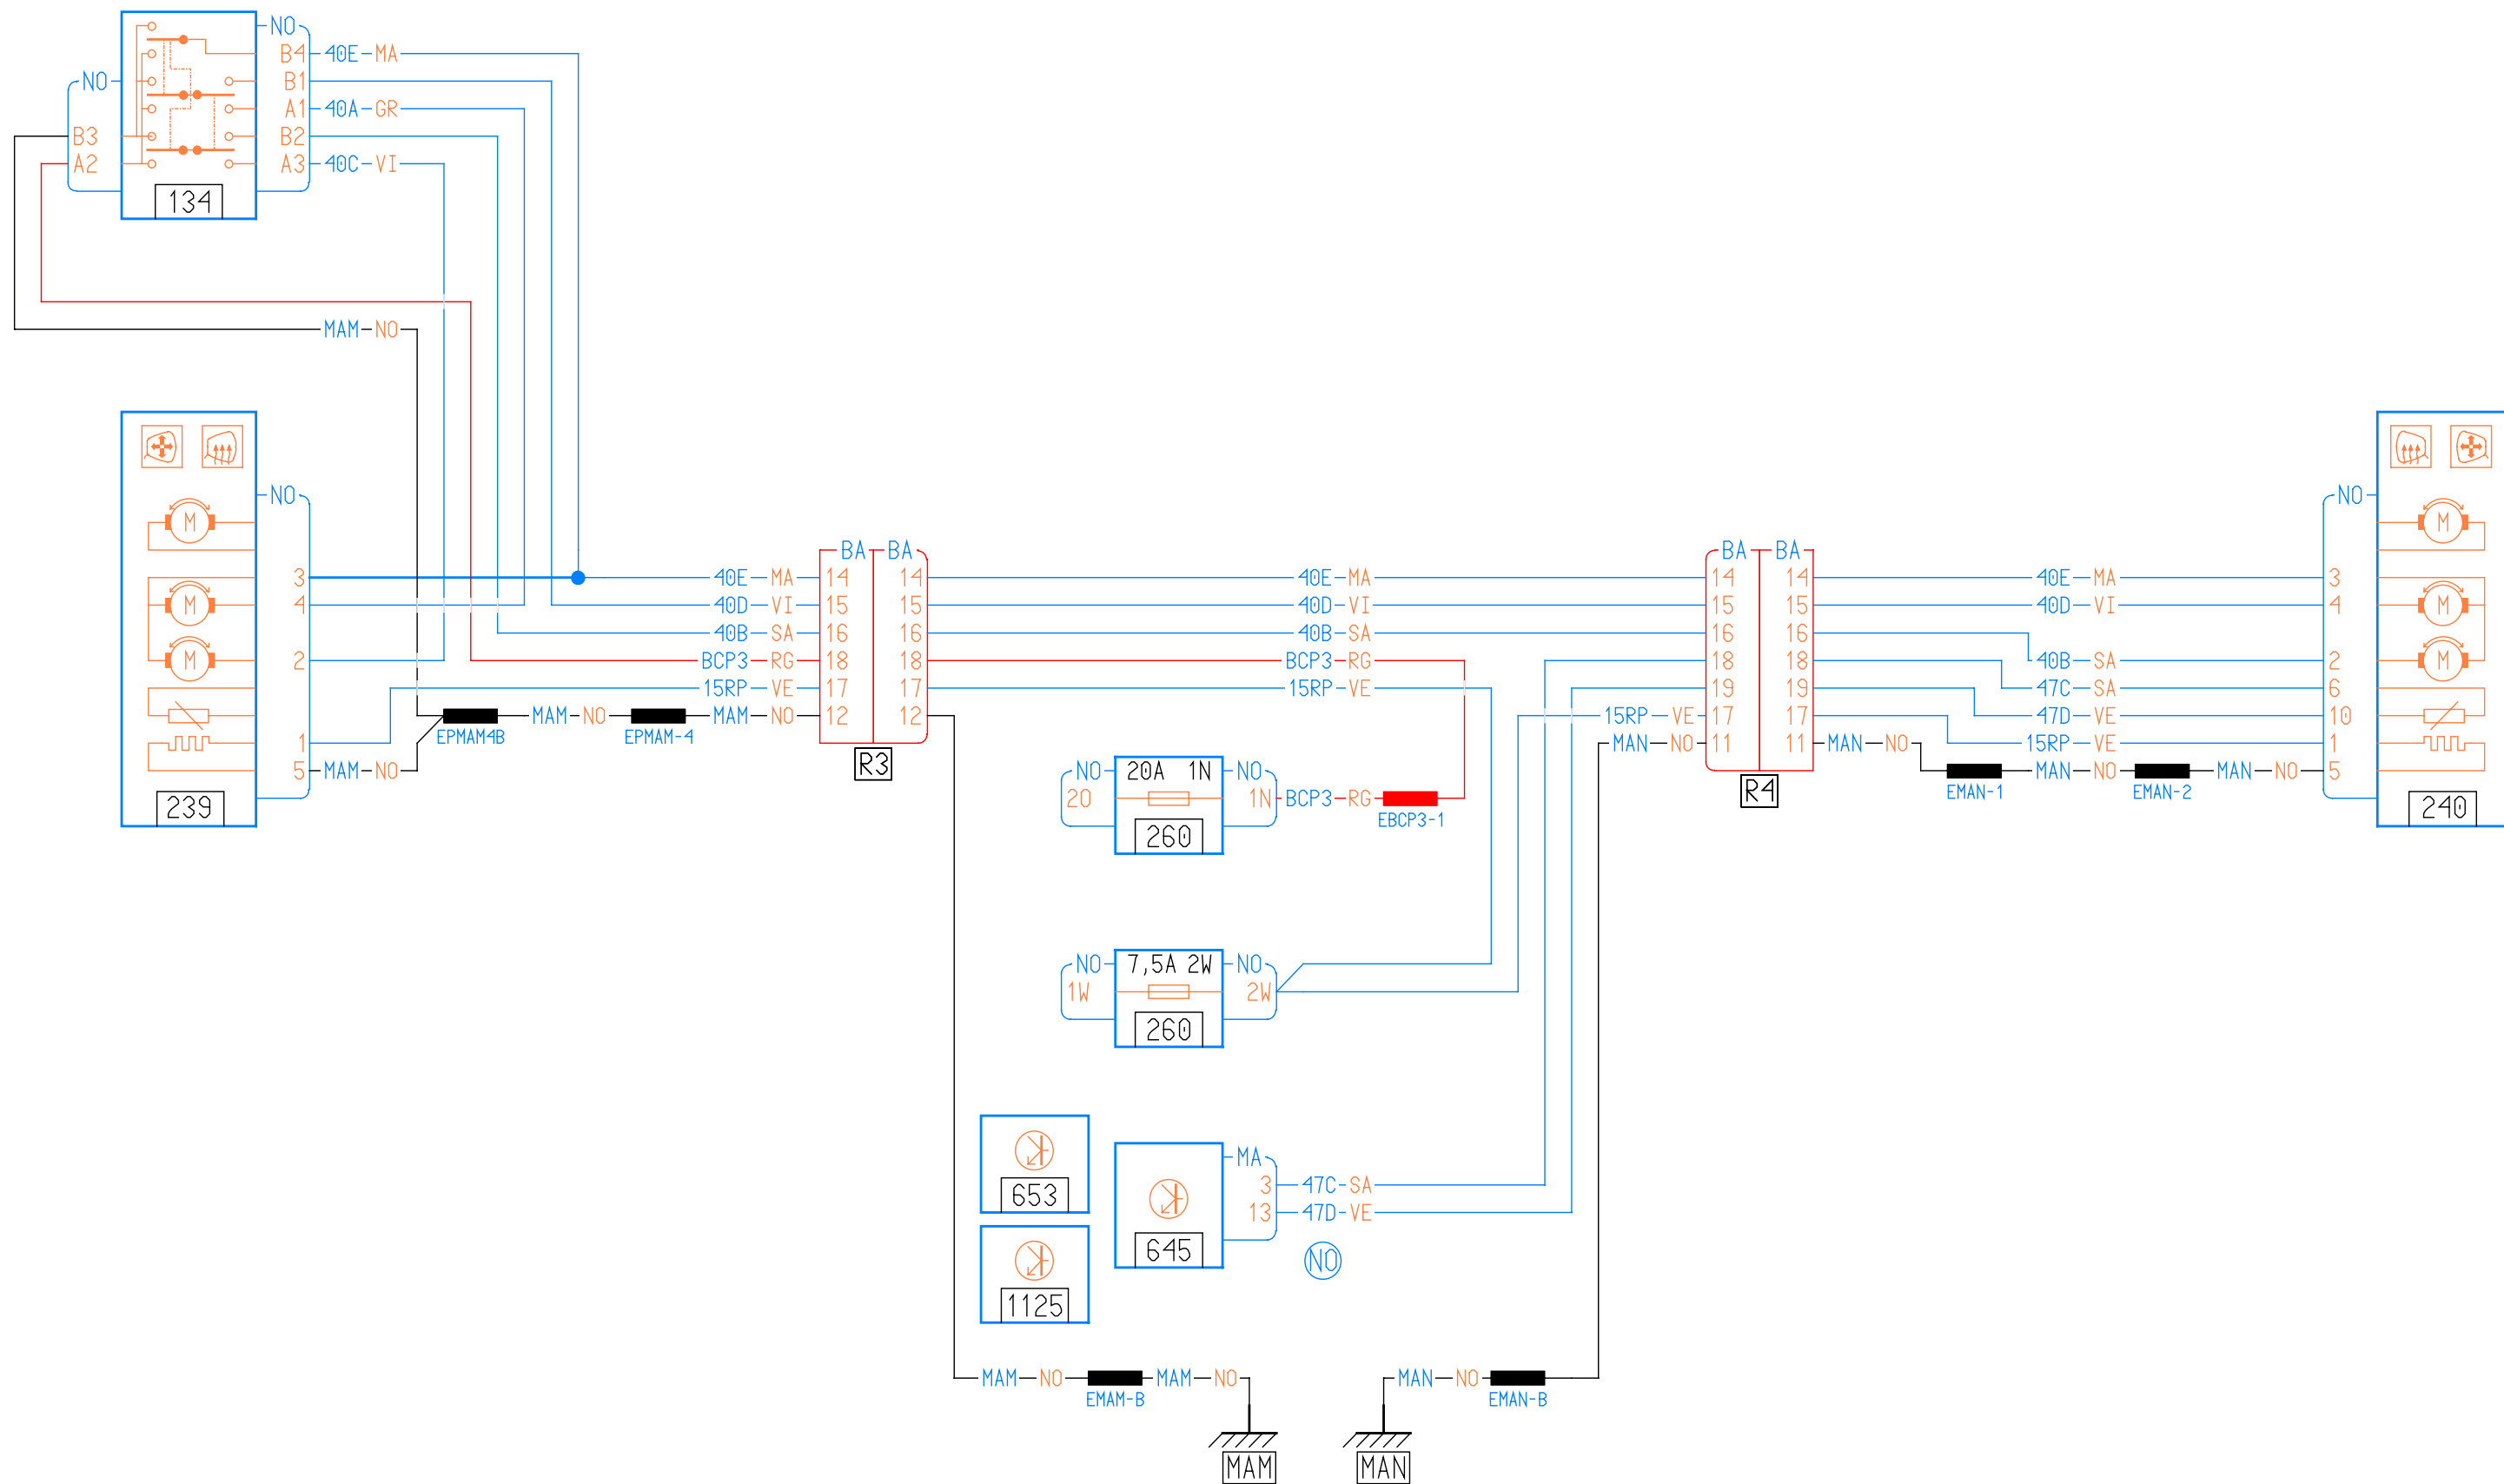 NO
B4 40E MA
NO B1
A1 40A GR
B3 B2
A2 A3 40C VI
134
MAM NO
NO NO
M M
BA BA BA BA
3 40E MA 14 14 40E MA 14 14 40E MA 3
4 M 40D VI 15 15 40D VI 15 15 40D VI 4 M
40B SA 16 16 40B SA 16 16
2 M BCP3 RG 18 18 BCP3 RG 18 18 40B SA 2 M
15RP VE 17 17 15RP VE 19 19 47C SA 6
MAM NO MAM NO 12 12 15RP VE 17 17 47D VE 10
EPMAM4B EPMAM-4
1 MAN NO 11 11 MAN NO 15RP VE 1
R3
5 MAM NO NO 20A 1N NO MAN NO MAN NO 5
R4
EMAN-1 EMAN-2
20 1N BCP3 RG
239 240
EBCP3-1
260
NO 7,5A 2W NO
1W 2W
260
MA
653 3 47C SA
13 47D VE
645
NO
1125
MAM NO MAM NO MAN NO
EMAM-B EMAN-B
MAM MAN